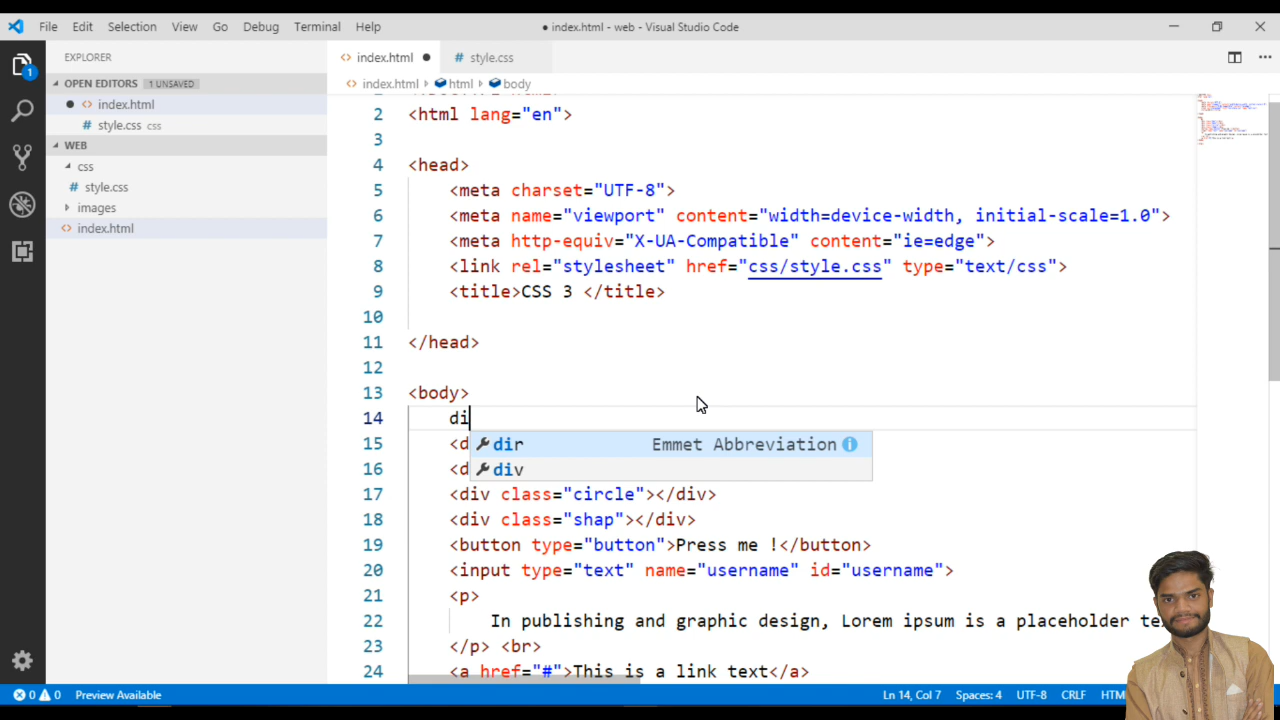 File Edit Selection View Go Debug Terminal Help
● index.html - web - Visual Studio Code
EXPLORER
OPEN EDITORS 1 UNSAVED
index.html
style.css css
WEB
css
style.css
images
index.html
1
index.html style.css
index.html html body
2 <html lang="en">
3
4 <head>
5 <meta charset="UTF-8">
6 <meta name="viewport" content="width=device-width, initial-scale=1.0">
7 <meta http-equiv="X-UA-Compatible" content="ie=edge">
8 <link rel="stylesheet" href="css/style.css" type="text/css">
9 <title>CSS 3 </title>
10
11 </head>
12
13 <body>
14 di
dir Emmet Abbreviation
div
15 <d
16 <d
17 <div class="circle"></div>
18 <div class="shap"></div>
19 <button type="button">Press me !</button>
20 <input type="text" name="username" id="username">
21 <p>
22 In publishing and graphic design, Lorem ipsum is a placeholder
23 </p> <br>
24 <a href="#">This is a link text</a>
0 0 Preview Available
Ln 14, Col 7 Spaces: 4 UTF-8 CRLF